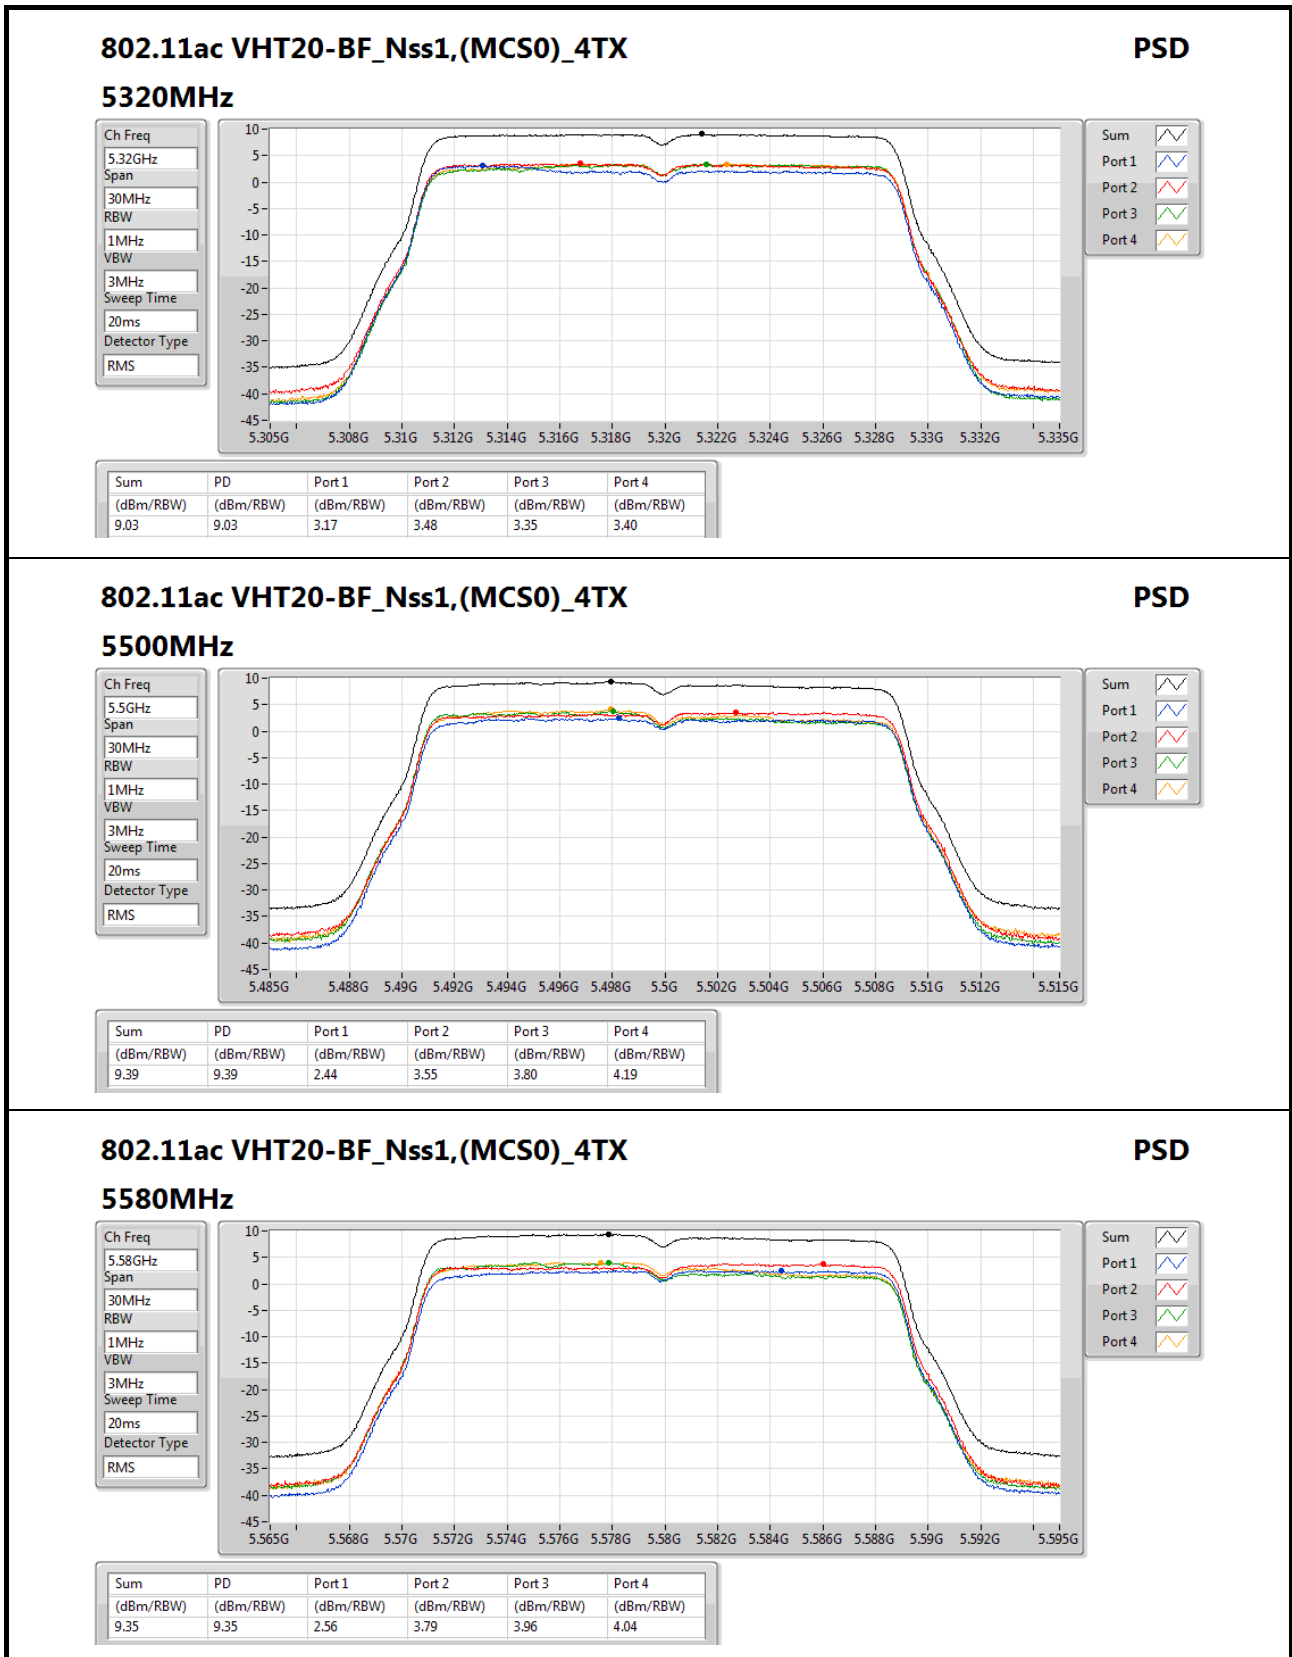 802.11ac VHT20-BF_Nss1,(MCS0)_4TX PSD
5320MHz
Ch Freq
5.32GHz
Span
30MHz
RBW
1MHz
VBW
3MHz
Sweep Time
20ms
Detector Type
RMS
10
5
0
-5
-10
-15
-20
-25
-30
-35
-40
-45
5.305G 5.308G 5.31G 5.312G 5.314G 5.316G 5.318G 5.32G 5.322G 5.324G 5.326G 5.328G 5.33G 5.332G 5.335G
Sum
Port 1
Port 2
Port 3
Port 4
Sum PD Port 1 Port 2 Port 3 Port 4
(dBm/RBW) (dBm/RBW) (dBm/RBW) (dBm/RBW) (dBm/RBW) (dBm/RBW)
9.03 9.03 3.17 3.48 3.35 3.40
802.11ac VHT20-BF_Nss1,(MCS0)_4TX PSD
5500MHz
Ch Freq
5.5GHz
Span
30MHz
RBW
1MHz
VBW
3MHz
Sweep Time
20ms
Detector Type
RMS
10
5
0
-5
-10
-15
-20
-25
-30
-35
-40
-45
5.485G 5.488G 5.49G 5.492G 5.494G 5.496G 5.498G 5.5G 5.502G 5.504G 5.506G 5.508G 5.51G 5.512G 5.515G
Sum
Port 1
Port 2
Port 3
Port 4
Sum PD Port 1 Port 2 Port 3 Port 4
(dBm/RBW) (dBm/RBW) (dBm/RBW) (dBm/RBW) (dBm/RBW) (dBm/RBW)
9.39 9.39 2.44 3.55 3.80 4.19
802.11ac VHT20-BF_Nss1,(MCS0)_4TX PSD
5580MHz
Ch Freq
5.58GHz
Span
30MHz
RBW
1MHz
VBW
3MHz
Sweep Time
20ms
Detector Type
RMS
10
5
0
-5
-10
-15
-20
-25
-30
-35
-40
-45
5.565G 5.568G 5.57G 5.572G 5.574G 5.576G 5.578G 5.58G 5.582G 5.584G 5.586G 5.588G 5.59G 5.592G 5.595G
Sum
Port 1
Port 2
Port 3
Port 4
Sum PD Port 1 Port 2 Port 3 Port 4
(dBm/RBW) (dBm/RBW) (dBm/RBW) (dBm/RBW) (dBm/RBW) (dBm/RBW)
9.35 9.35 2.56 3.79 3.96 4.04